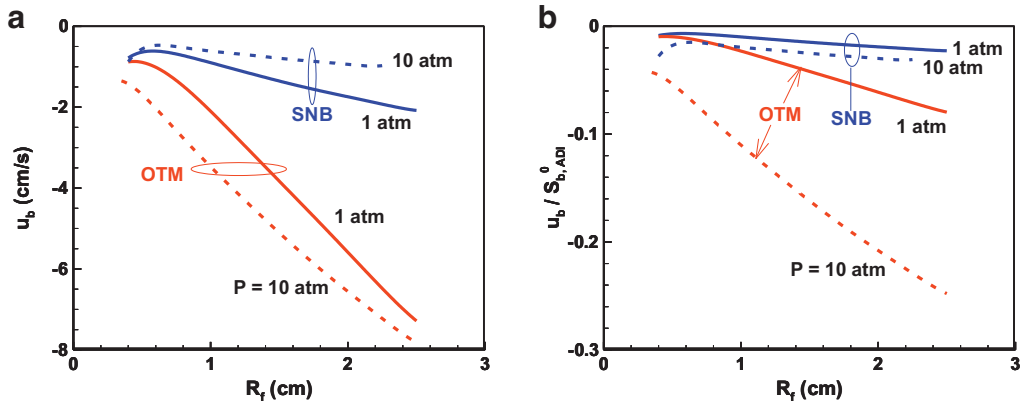 a
0
-2
-4
-6
-8
u_b (cm/s)
0
1
2
3
R_f (cm)
10 atm
SNB
1 atm
OTM
1 atm
P = 10 atm
b
0
-0.1
-0.2
-0.3
u_b / S^0_b,ADI
0
1
2
3
R_f (cm)
1 atm
10 atm
OTM
SNB
1 atm
P = 10 atm